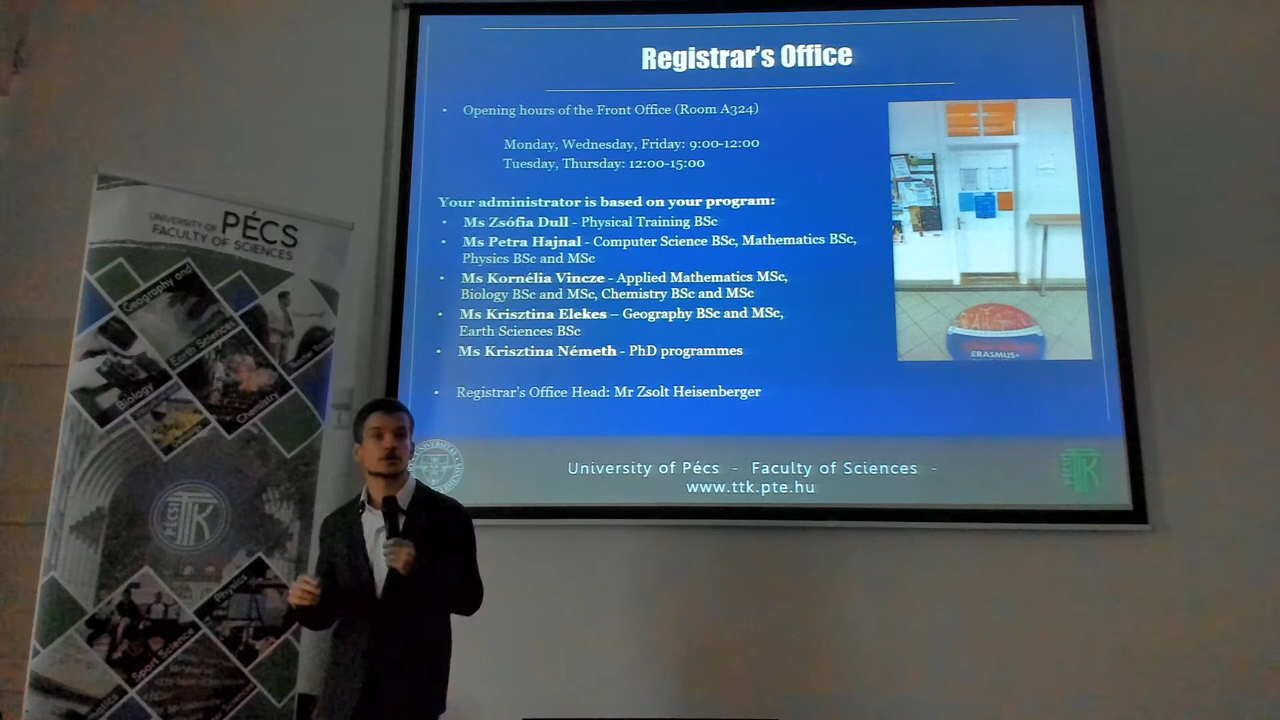 Registrar's Office
• Opening hours of the Front Office (Room A324)
Monday, Wednesday, Friday: 9:00-12:00
Tuesday, Thursday: 12:00-15:00
Your administrator is based on your program:
• Ms Zsófia Dull - Physical Training BSc
• Ms Petra Hajnal - Computer Science BSc, Mathematics BSc,
Physics BSc and MSc
• Ms Kornélia Vincze - Applied Mathematics MSc,
Biology BSc and MSc, Chemistry BSc and MSc
• Ms Krisztina Elekes – Geography BSc and MSc,
Earth Sciences BSc
• Ms Krisztina Németh - PhD programmes
• Registrar's Office Head: Mr Zsolt Heisenberger
ERASMUS+
University of Pécs - Faculty of Sciences -
www.ttk.pte.hu
UNIVERSITY OF PÉCS
FACULTY OF SCIENCES
Geography and
Earth Sciences
Biology
Chemistry
PÉCSI TTK
Physics
Sport Science